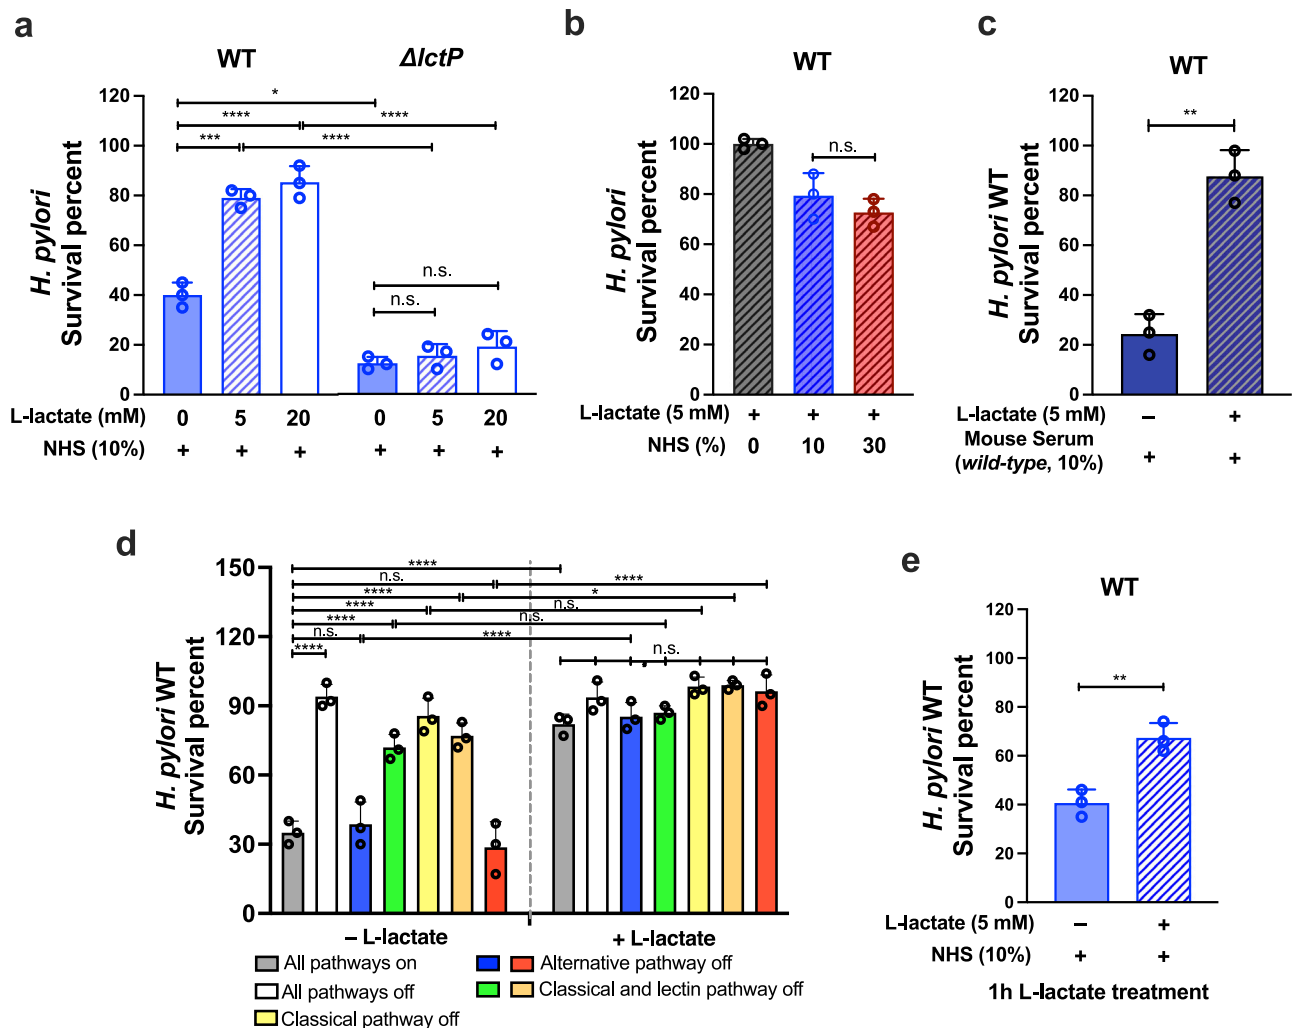 a
WT
ΔlctP
H. pylori
Survival percent
120
100
80
60
40
20
0
*
****
****
***
****
n.s.
n.s.
L-lactate (mM) 0 5 20 0 5 20
NHS (10%) + + + + + +
b
WT
H. pylori
Survival percent
120
100
80
60
40
20
0
n.s.
L-lactate (5 mM) + + +
NHS (%) 0 10 30
c
WT
H. pylori WT
Survival percent
120
100
80
60
40
20
0
**
L-lactate (5 mM) – +
Mouse Serum
(wild-type, 10%) + +
d
H. pylori WT
Survival percent
150
120
90
60
30
0
****
n.s. ****
**** *
**** n.s.
**** n.s.
n.s. ****
**** n.s.
– L-lactate + L-lactate
All pathways on
All pathways off
Classical pathway off
Alternative pathway off
Classical and lectin pathway off
e
WT
H. pylori WT
Survival percent
120
100
80
60
40
20
0
**
L-lactate (5 mM) – +
NHS (10%) + +
1h L-lactate treatment